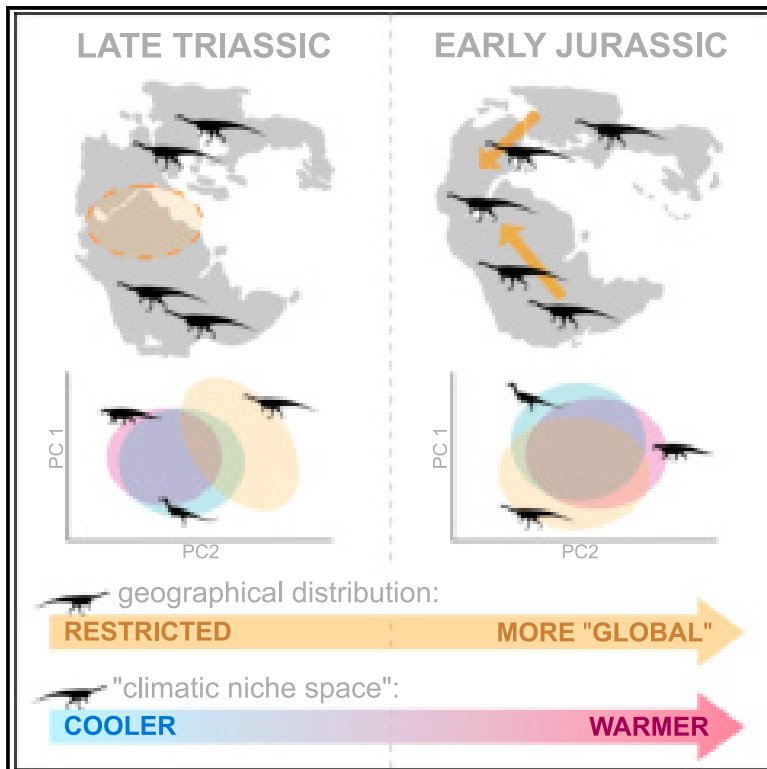 LATE TRIASSIC
EARLY JURASSIC
PC 1
PC2
PC 1
PC2
geographical distribution:
RESTRICTED
MORE "GLOBAL"
"climatic niche space":
COOLER
WARMER